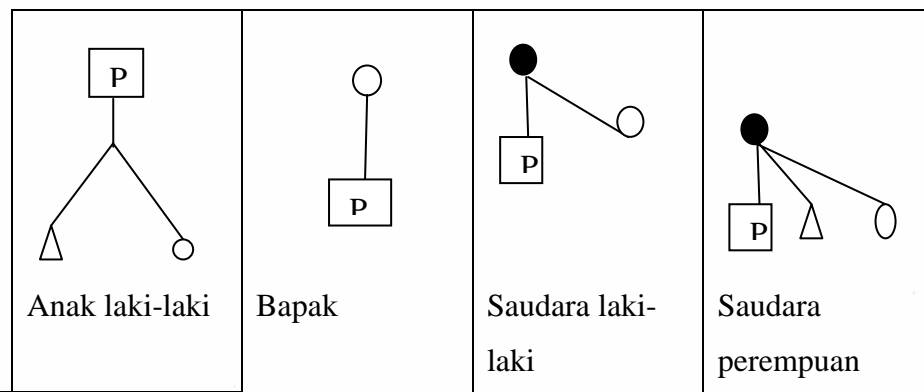 P
Anak laki-laki
P
Bapak
P
Saudara laki-
laki
P
Saudara
perempuan